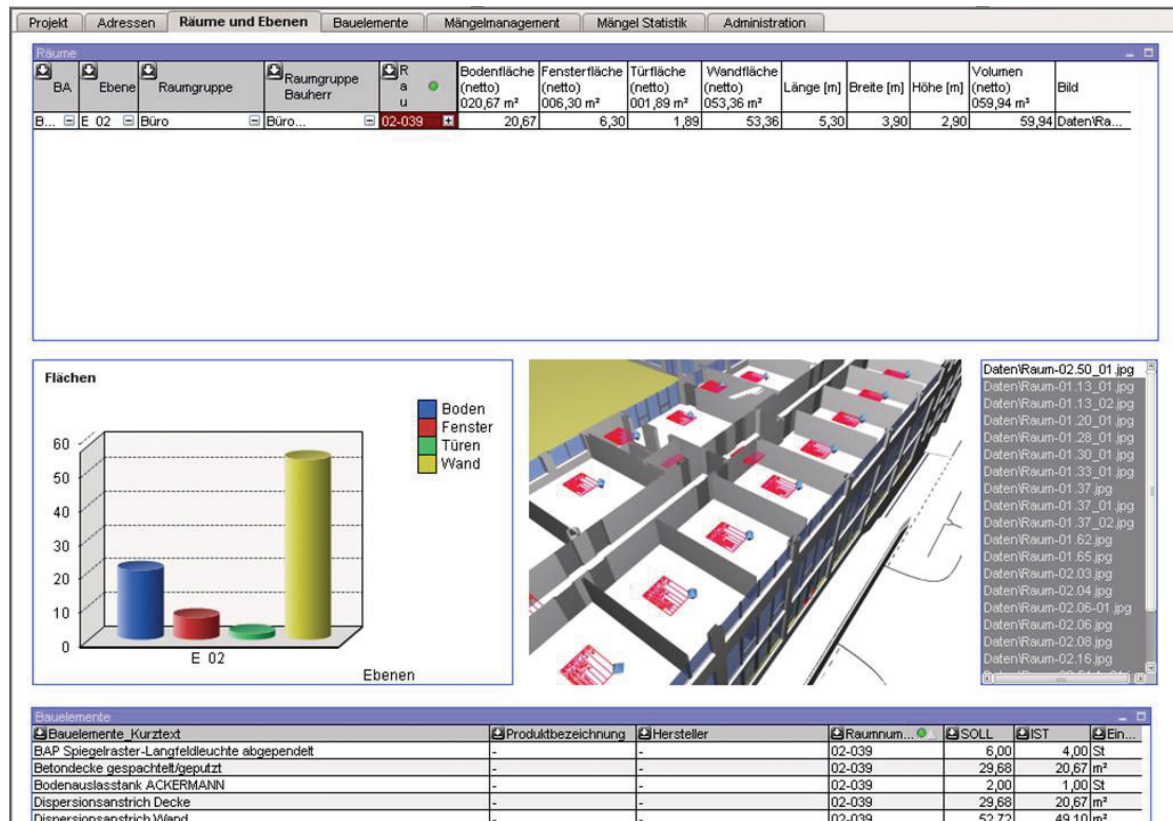 Projekt Adressen Räume und Ebenen Bauelemente Mängelmanagement Mängel Statistik Administration
Räume
BA Ebene Raumgruppe Raumgruppe Bauherr R a u Bodenfläche (netto) 020,67 m² Fensterfläche (netto) 006,30 m² Türfläche (netto) 001,89 m² Wandfläche (netto) 053,36 m² Länge [m] Breite [m] Höhe [m] Volumen (netto) 059,94 m³ Bild
B... E 02 Büro Büro... 02-039 20,67 6,30 1,89 53,36 5,30 3,90 2,90 59,94 Daten\Ra...
Flächen
Boden
Fenster
Türen
Wand
60
50
40
30
20
10
0
E 02
Ebenen
Daten\Raum-02.50_01.jpg
Daten\Raum-01.13_01.jpg
Daten\Raum-01.13_02.jpg
Daten\Raum-01.20_01.jpg
Daten\Raum-01.28_01.jpg
Daten\Raum-01.30_01.jpg
Daten\Raum-01.33_01.jpg
Daten\Raum-01.37.jpg
Daten\Raum-01.37_01.jpg
Daten\Raum-01.37_02.jpg
Daten\Raum-01.62.jpg
Daten\Raum-01.65.jpg
Daten\Raum-02.03.jpg
Daten\Raum-02.04.jpg
Daten\Raum-02.06-01.jpg
Daten\Raum-02.06.jpg
Daten\Raum-02.08.jpg
Daten\Raum-02.16.jpg
Bauelemente
Bauelemente_Kurztext Produktbezeichnung Hersteller Raumnum... SOLL IST Ein...
BAP Spiegelraster-Langfeldleuchte abgependelt - - 02-039 6,00 4,00 St
Betondecke gespachtelt/geputzt - - 02-039 29,68 20,67 m²
Bodenauslasstank ACKERMANN - - 02-039 2,00 1,00 St
Dispersionsanstrich Decke - - 02-039 29,68 20,67 m²
Dispersionsanstrich Wand - - 02-039 52,72 49,10 m²